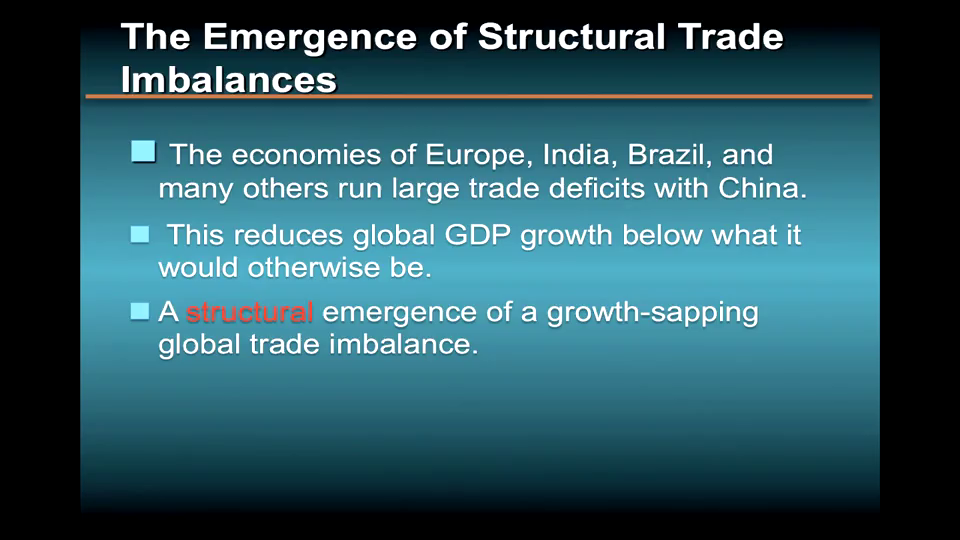 The Emergence of Structural Trade
Imbalances
The economies of Europe, India, Brazil, and
many others run large trade deficits with China.
This reduces global GDP growth below what it
would otherwise be.
A structural emergence of a growth-sapping
global trade imbalance.